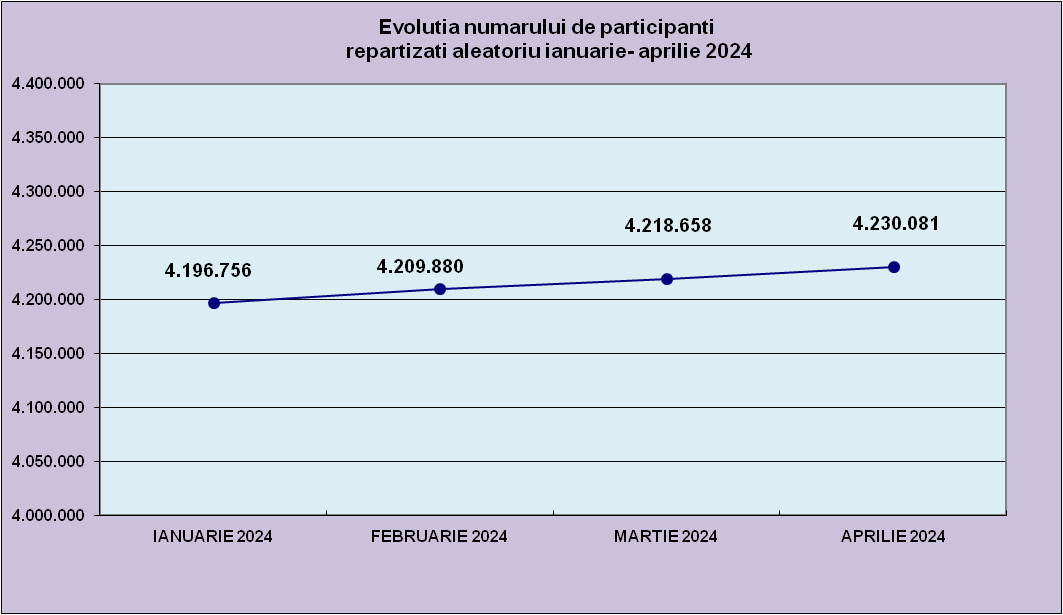 Evolutia numarului de participanti
repartizati aleatoriu ianuarie- aprilie 2024
4.400.000
4.350.000
4.300.000
4.250.000
4.200.000
4.150.000
4.100.000
4.050.000
4.000.000
4.196.756
4.209.880
4.218.658
4.230.081
IANUARIE 2024
FEBRUARIE 2024
MARTIE 2024
APRILIE 2024